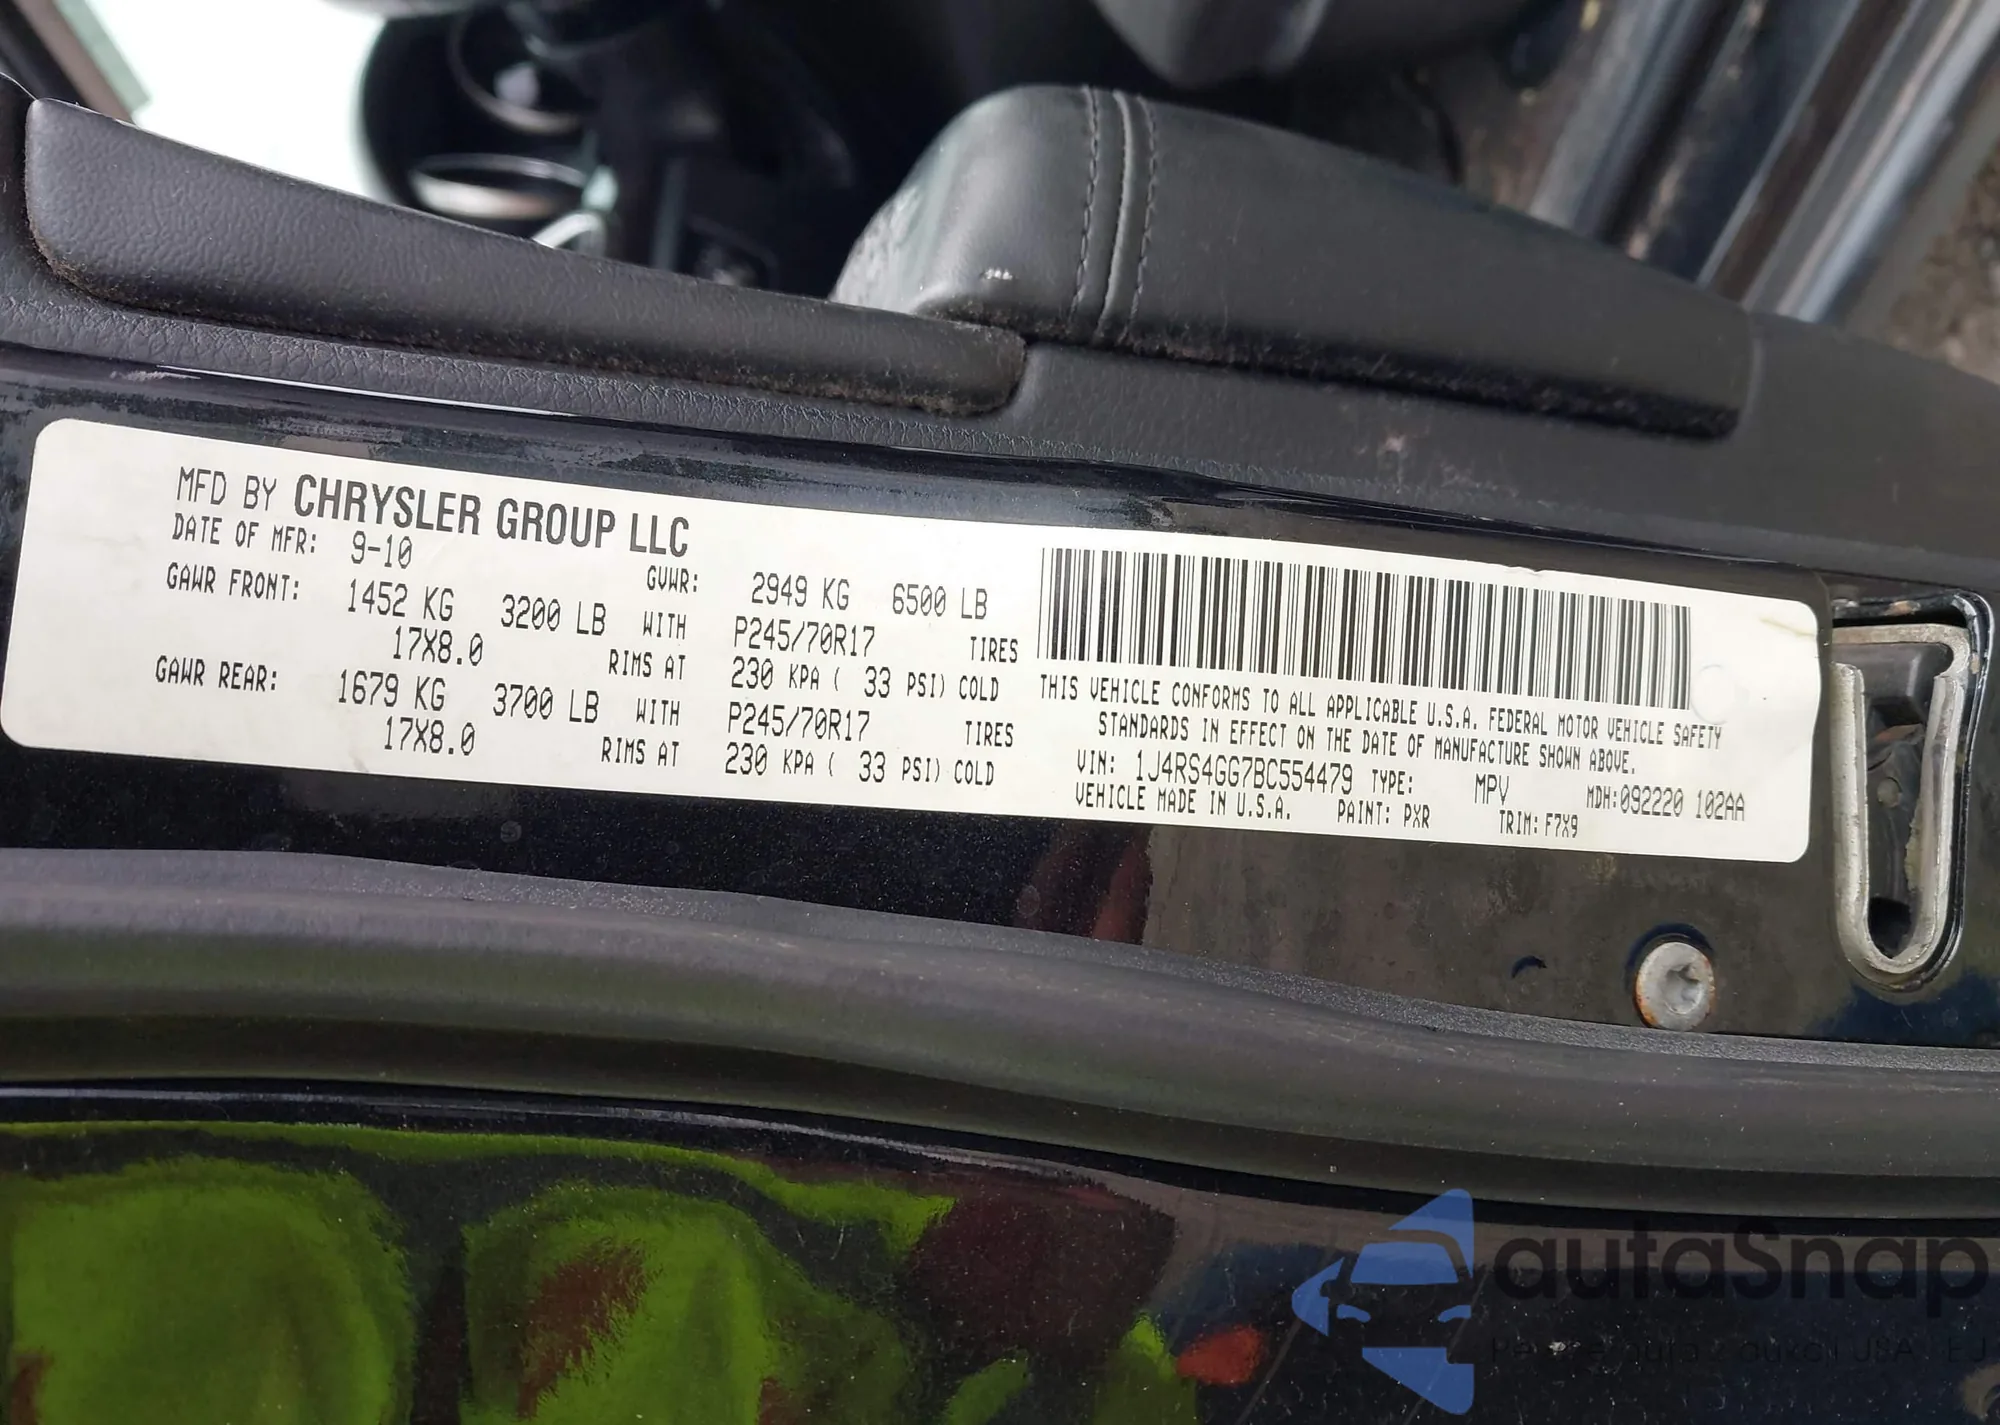 MFD BY CHRYSLER GROUP LLC
DATE OF MFR: 9-10 GVWR: 2949 KG 6500 LB
GAWR FRONT: 1452 KG 3200 LB WITH P245/70R17 TIRES
17X8.0 RIMS AT 230 KPA ( 33 PSI) COLD
GAWR REAR: 1679 KG 3700 LB WITH P245/70R17 TIRES
17X8.0 RIMS AT 230 KPA ( 33 PSI) COLD
THIS VEHICLE CONFORMS TO ALL APPLICABLE U.S.A. FEDERAL MOTOR VEHICLE SAFETY
STANDARDS IN EFFECT ON THE DATE OF MANUFACTURE SHOWN ABOVE.
VIN: 1J4RS4GG7BC554479 TYPE: MPV MDH:092220 102AA
VEHICLE MADE IN U.S.A. PAINT: PXR TRIM: F7X9
autaSnap
USA